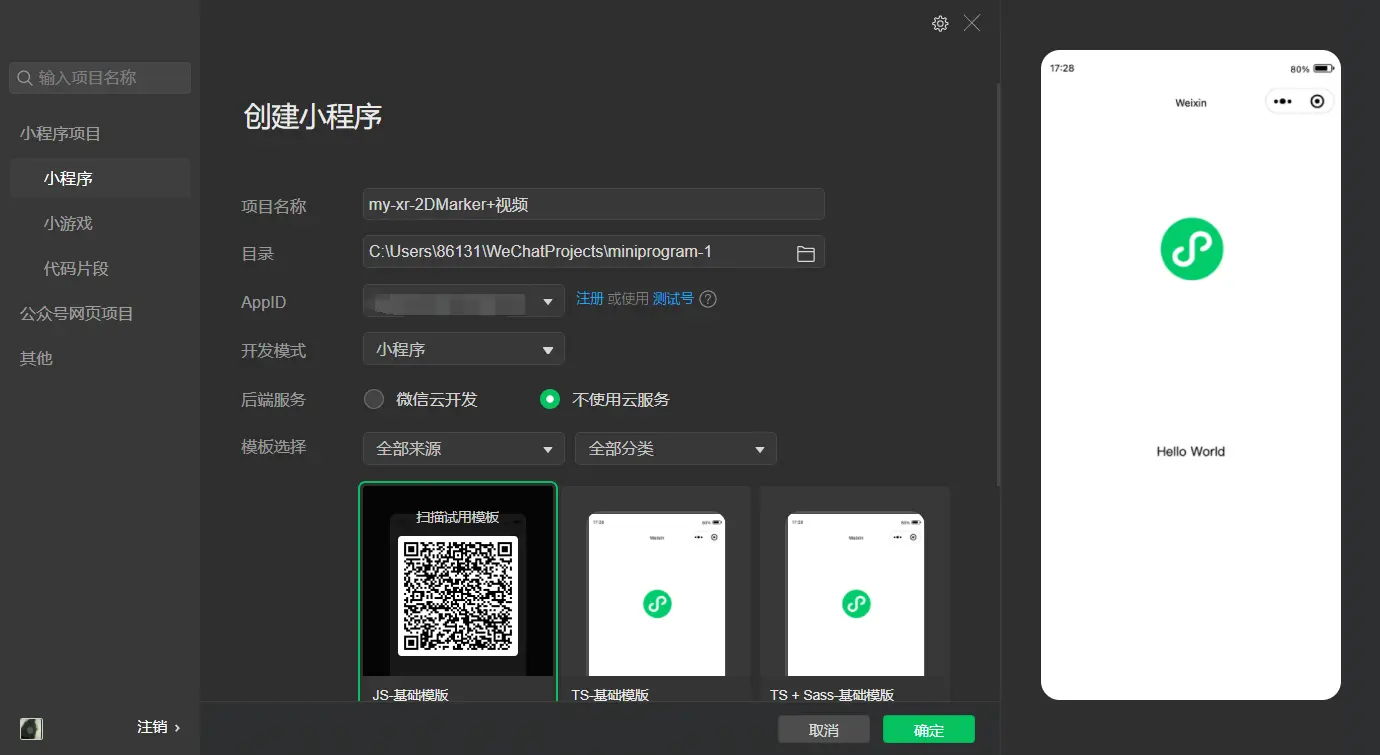 输入项目名称
小程序项目
小程序
小游戏
代码片段
公众号网页项目
其他
注销 ›
创建小程序
项目名称
my-xr-2DMarker+视频
目录
C:\Users\86131\WeChatProjects\miniprogram-1
AppID
注册 或使用 测试号 ?
开发模式
小程序
后端服务
微信云开发
不使用云服务
模板选择
全部来源
全部分类
扫描试用模板
JS-基础模版
17:28
80%
Weixin
TS-基础模版
17:28
80%
Weixin
TS + Sass-基础模版
取消
确定
17:28
80%
Weixin
Hello World